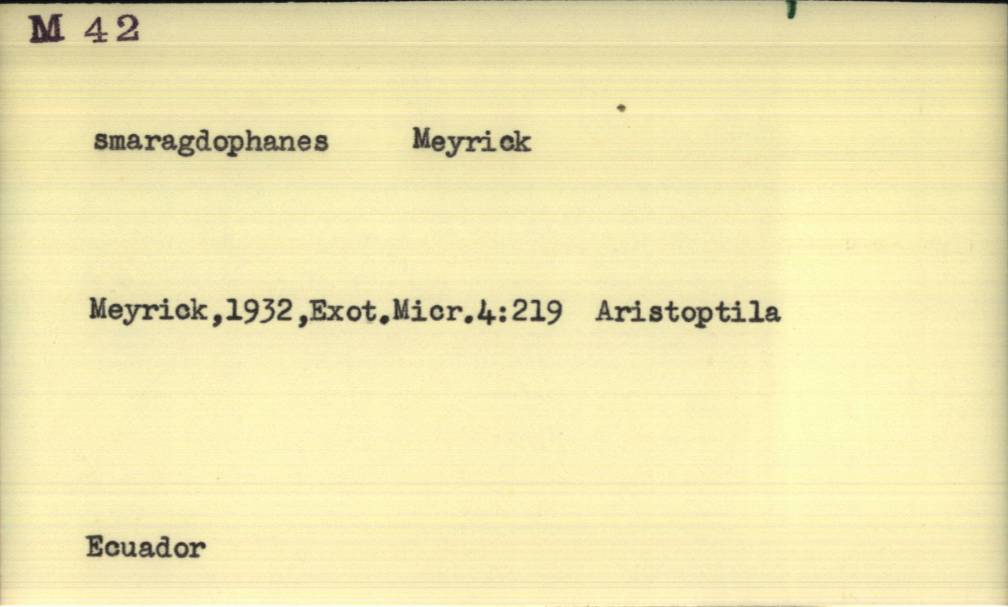 M 42
smaragdophanes Meyrick
Meyrick,1932,Exot.Micr.4:219 Aristoptila
Ecuador